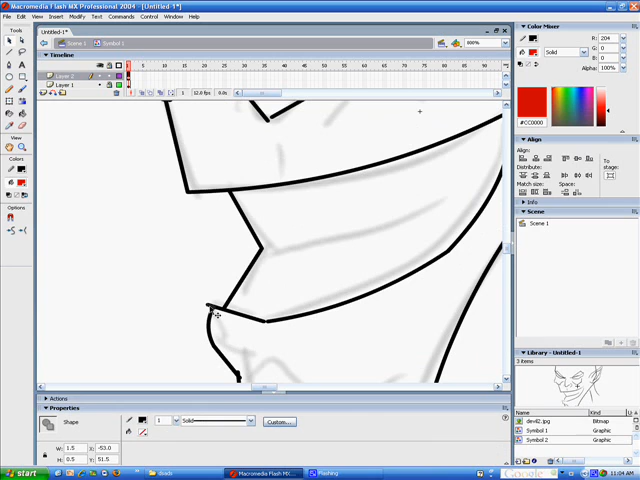 Macromedia Flash MX Professional 2004 - [Untitled-1*]
File Edit View Insert Modify Text Commands Control Window Help
Tools
Untitled-1*
Scene 1 Symbol 1
800%
Timeline
1 5 10 15 20 25 30 35 40 45 50 55 60 65 70 75 80 85 90
Layer 2
Layer 1
1 12.0 fps 0.0s
View
Colors
Options
Color Mixer
R: 204
Solid
G: 0
B: 0
Alpha: 100%
#CC0000
Align
Align:
Distribute:
To stage:
Match size:
Space:
Info
Scene
Scene 1
Library - Untitled-1
3 items
Name Kind
devil2.jpg Bitmap
Symbol 1 Graphic
Symbol 2 Graphic
Actions
Properties
Shape
1 Solid Custom...
W: 1.5 X: -53.0
H: 0.5 Y: 51.5
start
Macromedia Flash MX...
Flashing
Google
11:04 AM